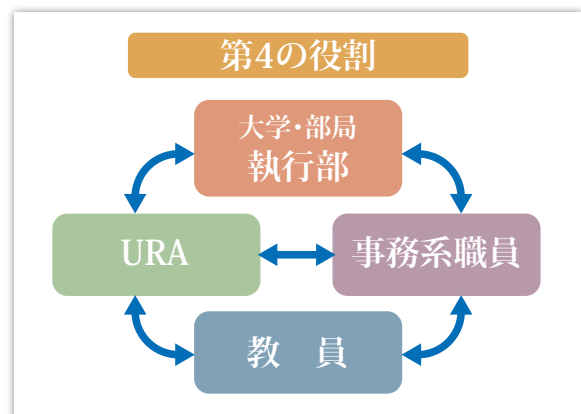 第4の役割
大学・部局
執行部
URA
事務系職員
教　員